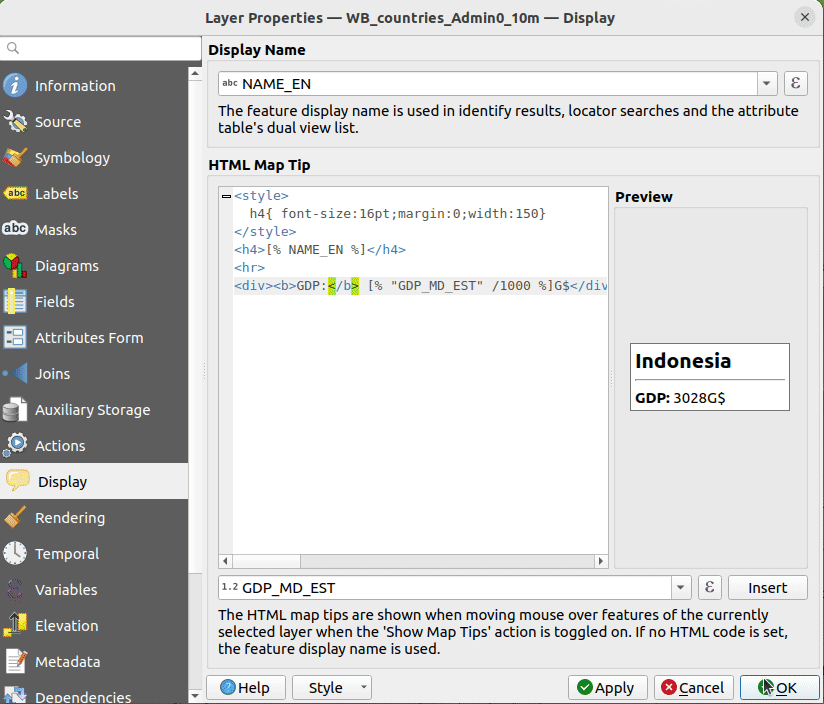 Layer Properties — WB_countries_Admin0_10m — Display
Information
Source
Symbology
abc Labels
abc Masks
Diagrams
Fields
Attributes Form
Joins
Auxiliary Storage
Actions
Display
Rendering
Temporal
Variables
Elevation
Metadata
Dependencies
Display Name
abc NAME_EN
ε
The feature display name is used in identify results, locator searches and the attribute
table's dual view list.
HTML Map Tip
<style>
h4{ font-size:16pt;margin:0;width:150}
</style>
<h4>[% NAME_EN %]</h4>
<hr>
<div><b>GDP:</b> [% "GDP_MD_EST" /1000 %]G$</div
Preview
Indonesia
GDP: 3028G$
1.2 GDP_MD_EST
ε
Insert
The HTML map tips are shown when moving mouse over features of the currently
selected layer when the 'Show Map Tips' action is toggled on. If no HTML code is set,
the feature display name is used.
Help
Style
Apply
Cancel
OK